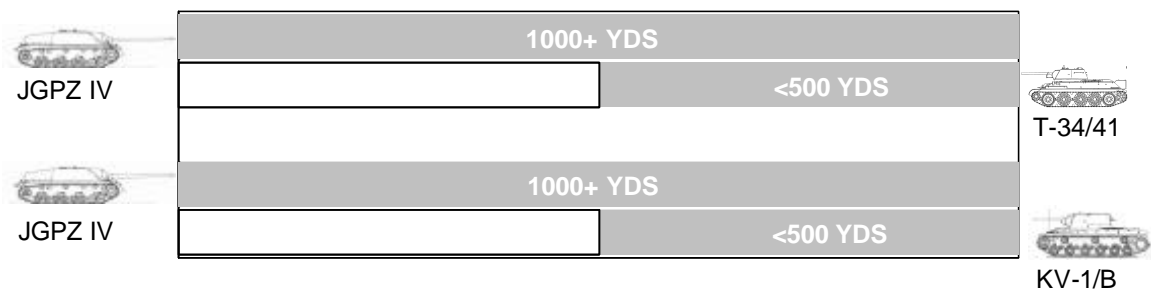 1000+ YDS
JGPZ IV
<500 YDS
T-34/41
1000+ YDS
JGPZ IV
<500 YDS
KV-1/B